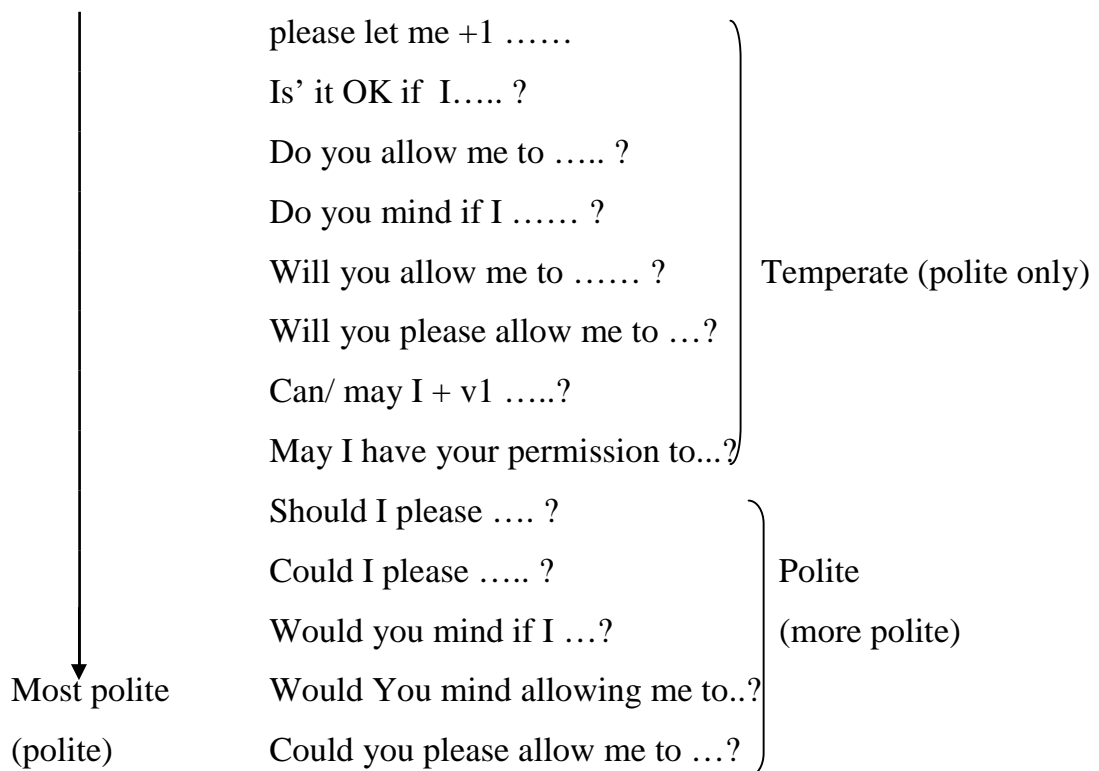 please let me +1 ……
Is’ it OK if I….. ?
Do you allow me to ….. ?
Do you mind if I …… ?
Will you allow me to …… ? Temperate (polite only)
Will you please allow me to …?
Can/ may I + v1 …..?
May I have your permission to...?
Should I please …. ?
Could I please ….. ? Polite
Would you mind if I …? (more polite)
Most polite Would You mind allowing me to..?
(polite) Could you please allow me to …?